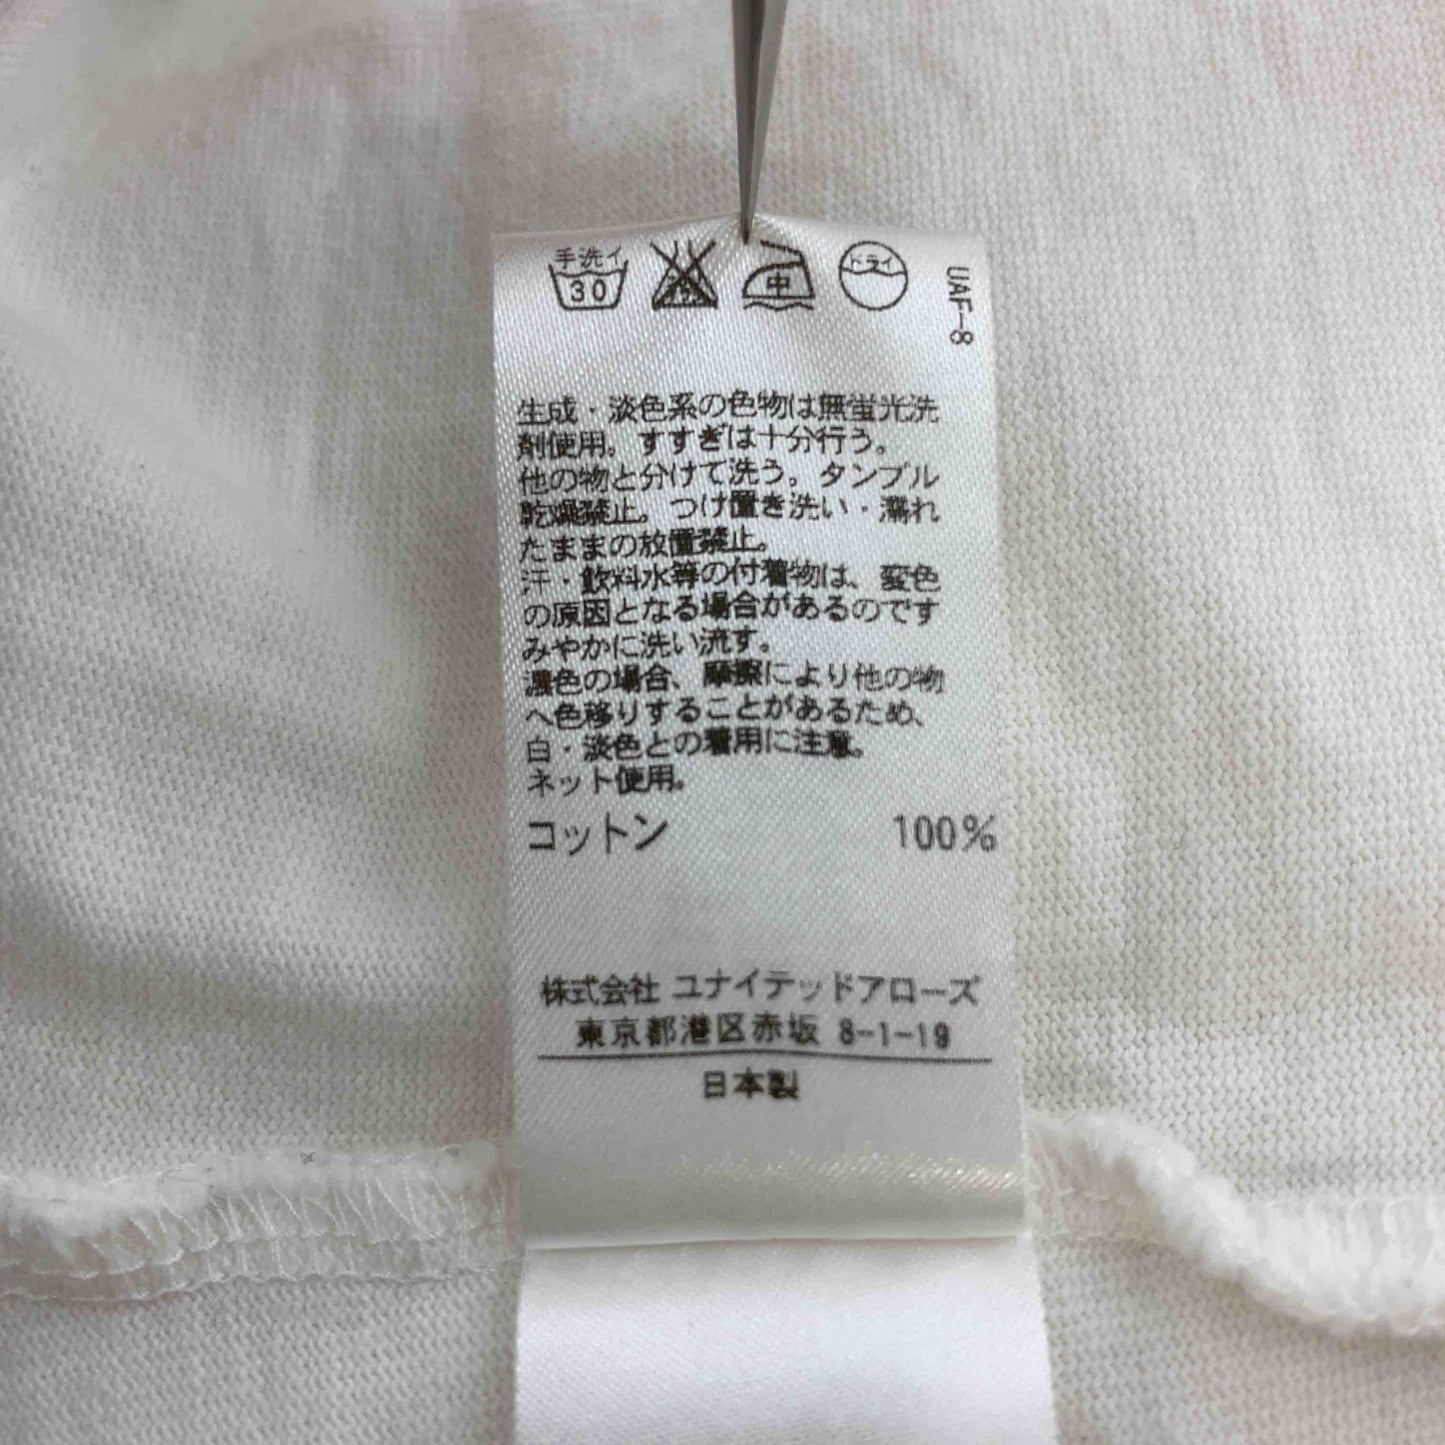 手洗イ
30
中
ドライ
UAF-8
生成・淡色系の色物は無蛍光洗
剤使用。すすぎは十分行う。
他の物と分けて洗う。タンブル
乾燥禁止。つけ置き洗い・濡れ
たままの放置禁止。
汗・飲料水等の付着物は、変色
の原因となる場合があるのです
みやかに洗い流す。
濃色の場合、摩擦により他の物
へ色移りすることがあるため、
白・淡色との着用に注意。
ネット使用。
コットン 100%
株式会社 ユナイテッドアローズ
東京都港区赤坂 8-1-19
日本製